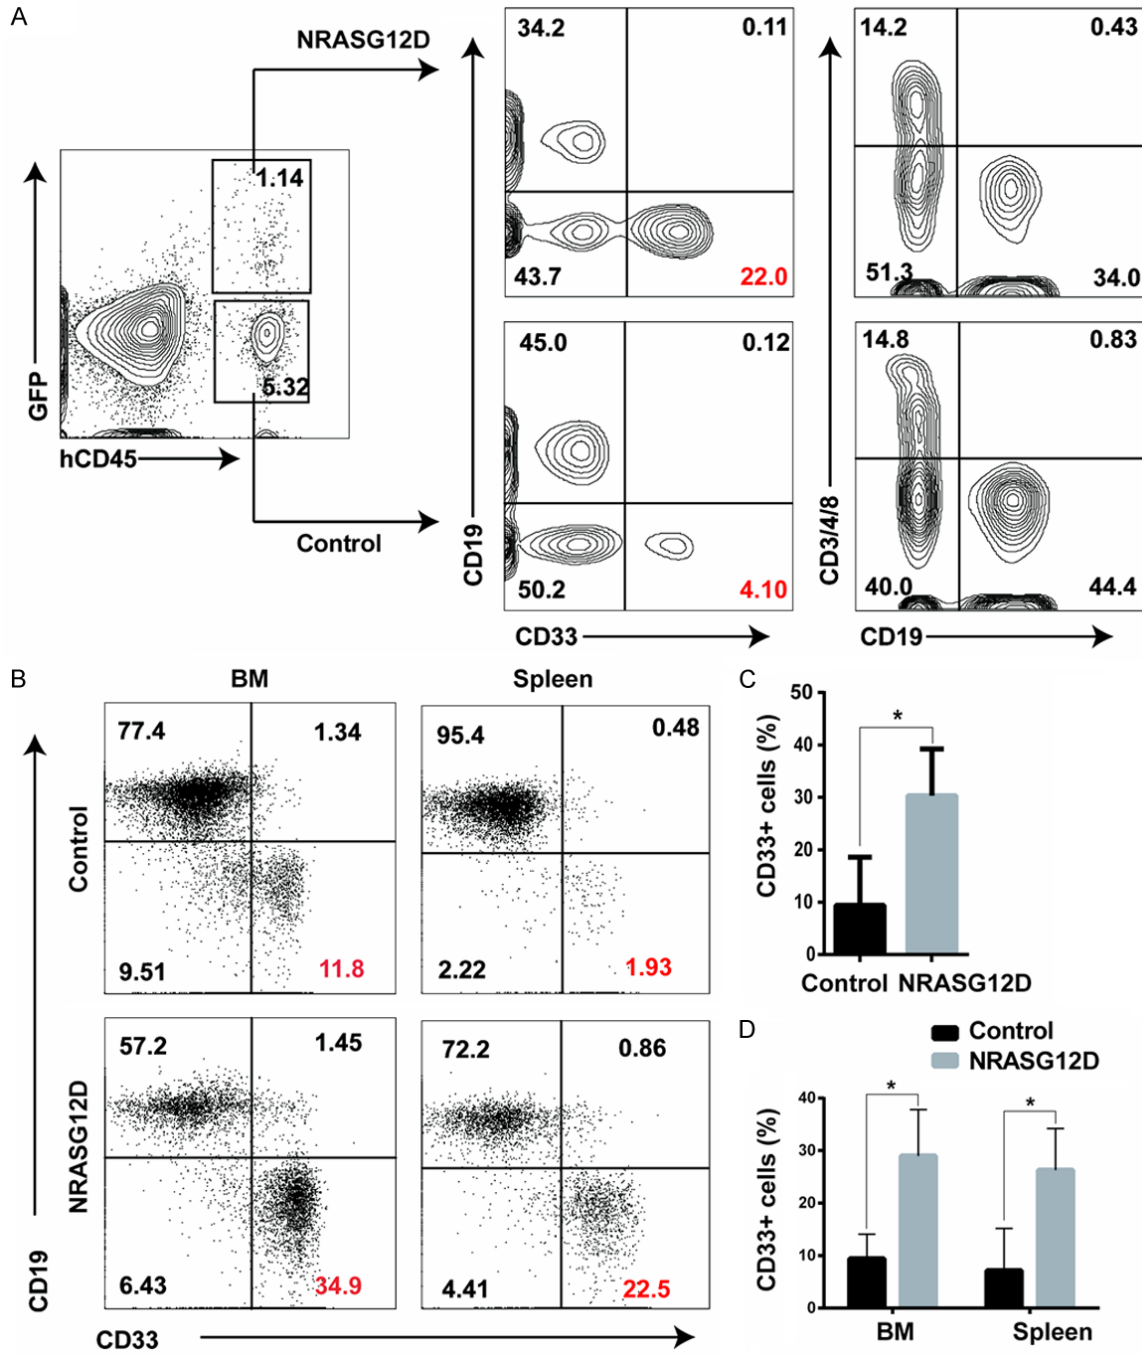 A
NRASG12D
1.14
5.32
GFP
hCD45
Control
34.2 0.11
43.7 22.0
45.0 0.12
50.2 4.10
CD19
CD33
14.2 0.43
51.3 34.0
14.8 0.83
40.0 44.4
CD3/4/8
CD19
B
BM Spleen
Control
77.4 1.34
9.51 11.8
95.4 0.48
2.22 1.93
NRASG12D
57.2 1.45
6.43 34.9
72.2 0.86
4.41 22.5
CD19
CD33
C
CD33+ cells (%)
50
40
30
20
10
0
*
Control NRASG12D
D
Control
NRASG12D
CD33+ cells (%)
40
30
20
10
0
* *
BM Spleen